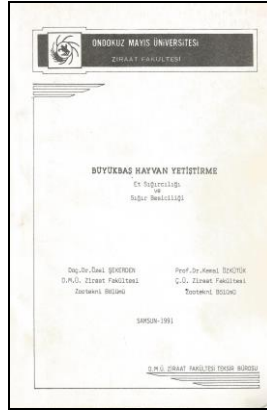 ONDOKUZ MAYIS ÜNİVERSİTESİ
ZİRAAT FAKÜLTESİ
BÜYÜKBAŞ HAYVAN YETİŞTİRME
Et Sığırcılığı
ve
Sığır Besiciliği
Doç.Dr.Özel ŞEKERDEN
Prof.Dr.Kemal ÖZKÜTÜK
O.M.Ü. Ziraat Fakültesi
Ç.Ü. Ziraat Fakültesi
Zootekni Bölümü
Zootekni Bölümü
SAMSUN-1991
O.M.Ü. ZİRAAT FAKÜLTESİ TEKSİR BÜROSU